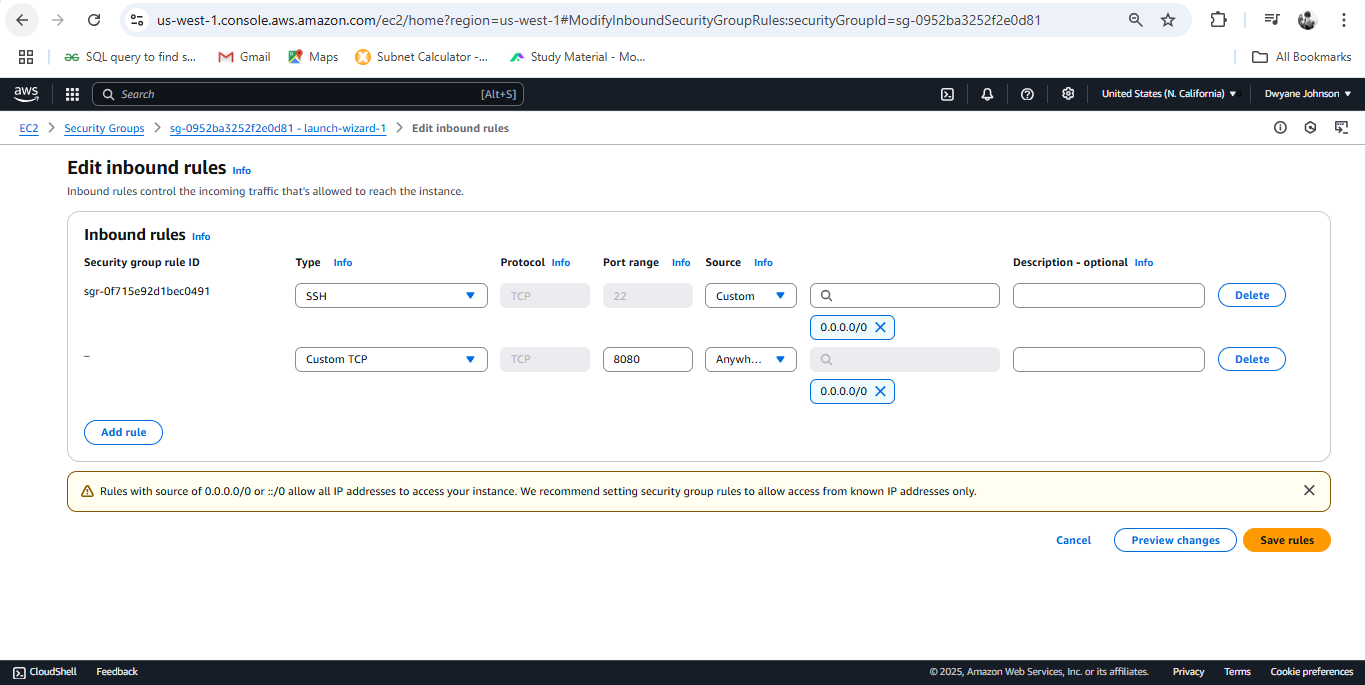 us-west-1.console.aws.amazon.com/ec2/home?region=us-west-1#ModifyInboundSecurityGroupRules:securityGroupId=sg-0952ba3252f2e0d81
SQL query to find s... Gmail Maps Subnet Calculator -... Study Material - Mo... All Bookmarks
aws Search [Alt+S] United States (N. California) Dwyane Johnson
EC2 Security Groups sg-0952ba3252f2e0d81 - launch-wizard-1 Edit inbound rules
Edit inbound rules Info
Inbound rules control the incoming traffic that's allowed to reach the instance.
Inbound rules Info
Security group rule ID Type Info Protocol Info Port range Info Source Info Description - optional Info
sgr-0f715e92d1bec0491 SSH TCP 22 Custom Delete
0.0.0.0/0
– Custom TCP TCP 8080 Anywh... Delete
0.0.0.0/0
Add rule
Rules with source of 0.0.0.0/0 or ::/0 allow all IP addresses to access your instance. We recommend setting security group rules to allow access from known IP addresses only.
Cancel Preview changes Save rules
CloudShell Feedback © 2025, Amazon Web Services, Inc. or its affiliates. Privacy Terms Cookie preferences